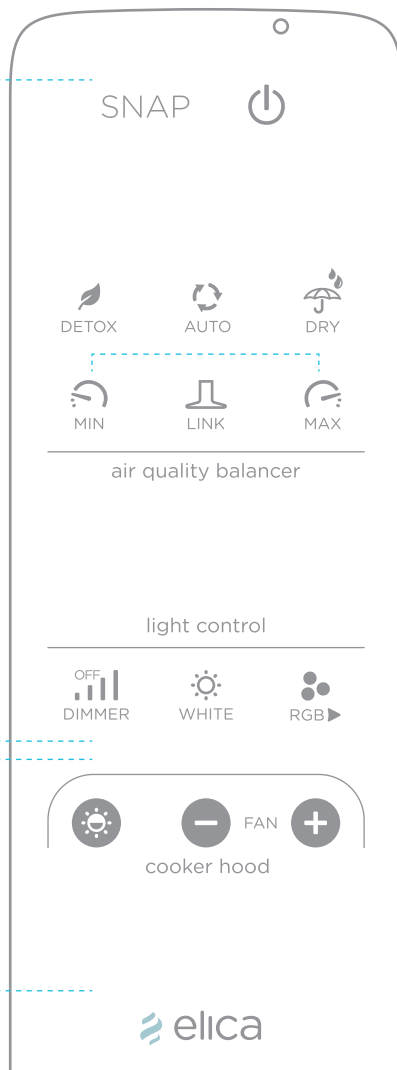 SNAP
DETOX AUTO DRY
MIN LINK MAX
air quality balancer
light control
OFF
DIMMER WHITE RGB
FAN
cooker hood
elica